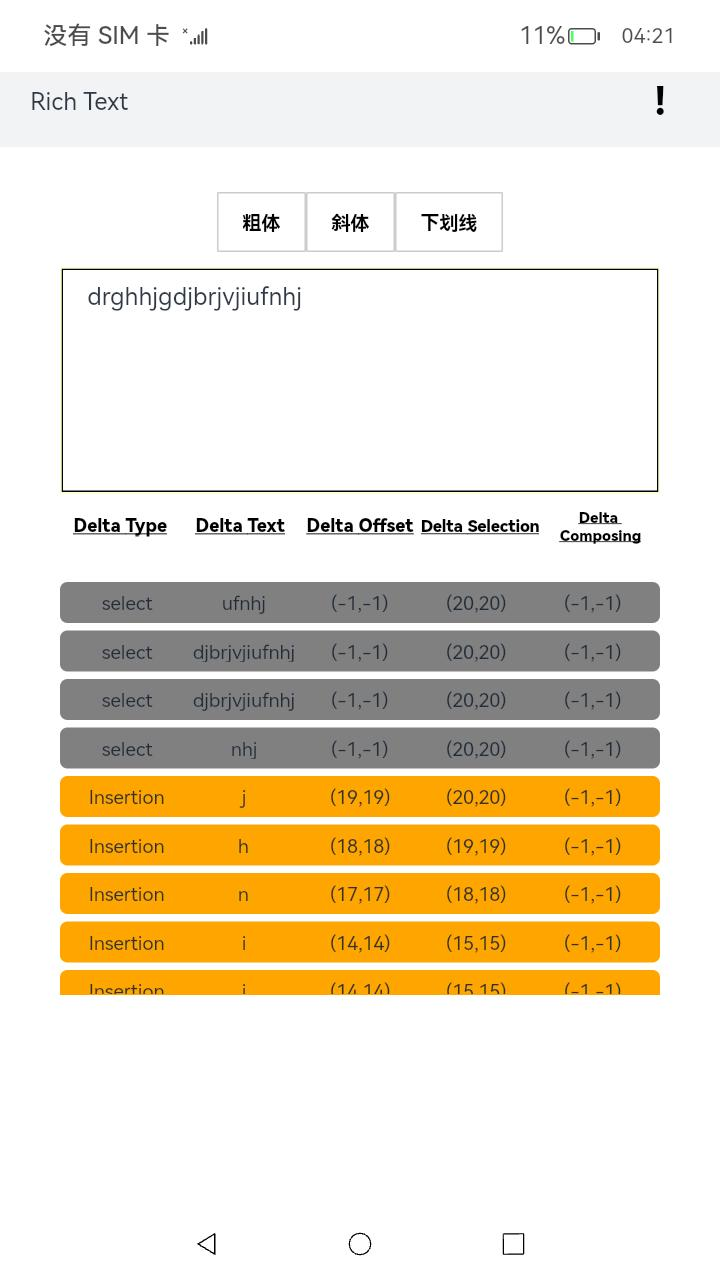 没有 SIM 卡 11% 04:21
Rich Text !
粗体 斜体 下划线
drghhjgdjbrjvjiufnhj
Delta Type Delta Text Delta Offset Delta Selection Delta Composing
select ufnhj (-1,-1) (20,20) (-1,-1)
select djbrjvjiufnhj (-1,-1) (20,20) (-1,-1)
select djbrjvjiufnhj (-1,-1) (20,20) (-1,-1)
select nhj (-1,-1) (20,20) (-1,-1)
Insertion j (19,19) (20,20) (-1,-1)
Insertion h (18,18) (19,19) (-1,-1)
Insertion n (17,17) (18,18) (-1,-1)
Insertion i (14,14) (15,15) (-1,-1)
Insertion (14,14) (15,15) (-1,-1)